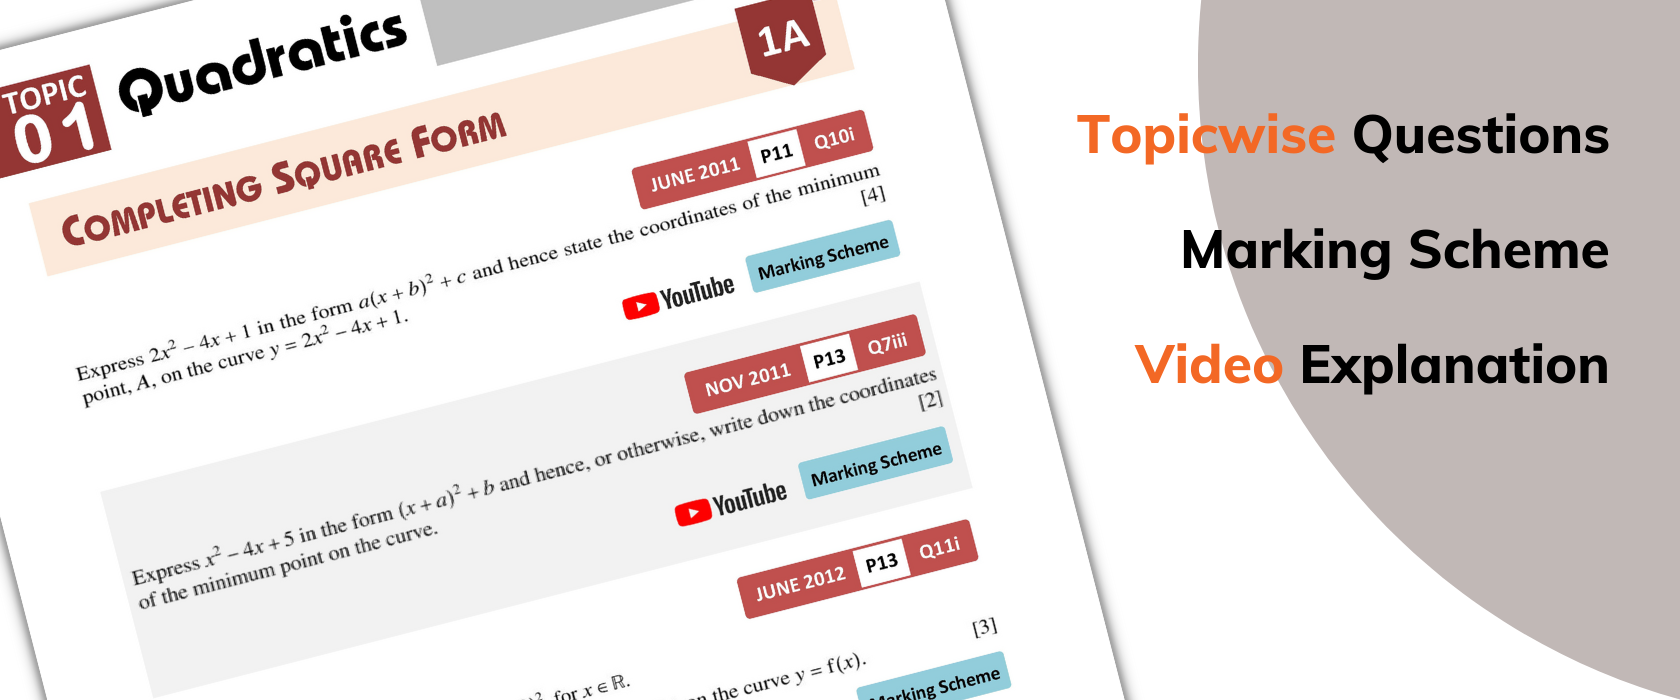 TOPIC
01
Quadratics
1A
COMPLETING SQUARE FORM
JUNE 2011 P11 Q10i
Express 2x² − 4x + 1 in the form a(x + b)² + c and hence state the coordinates of the minimum
point, A, on the curve y = 2x² − 4x + 1.
[4]
YouTube
Marking Scheme
NOV 2011 P13 Q7iii
Express x² − 4x + 5 in the form (x + a)² + b and hence, or otherwise, write down the coordinates
of the minimum point on the curve.
[2]
YouTube
Marking Scheme
JUNE 2012 P13 Q11i
for x ∈ ℝ.
the curve y = f(x).
[3]
Marking Scheme
Topicwise Questions
Marking Scheme
Video Explanation